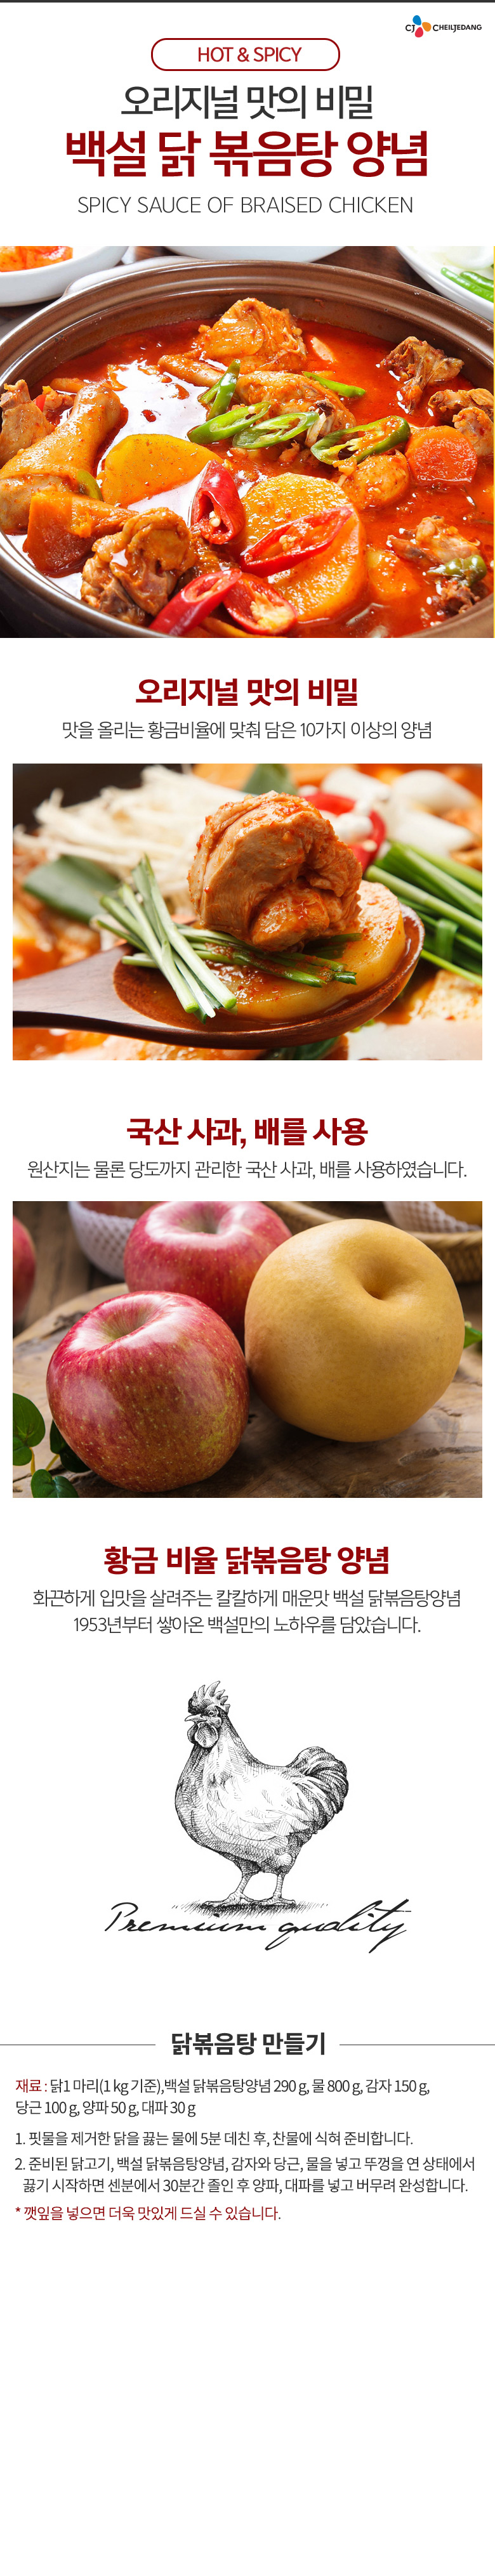 CJ CHEILJEDANG
HOT & SPICY
오리지널 맛의 비밀
백설 닭 볶음탕 양념
SPICY SAUCE OF BRAISED CHICKEN
오리지널 맛의 비밀
맛을 올리는 황금비율에 맞춰 담은 10가지 이상의 양념
국산 사과, 배를 사용
원산지는 물론 당도까지 관리한 국산 사과, 배를 사용하였습니다.
황금 비율 닭볶음탕 양념
화끈하게 입맛을 살려주는 칼칼하게 매운맛 백설 닭볶음탕양념
1953년부터 쌓아온 백설만의 노하우를 담았습니다.
Premium quality
닭볶음탕 만들기
재료 : 닭1 마리(1 kg 기준),백설 닭볶음탕양념 290 g, 물 800 g, 감자 150 g,
당근 100 g, 양파 50 g, 대파 30 g
1. 핏물을 제거한 닭을 끓는 물에 5분 데친 후, 찬물에 식혀 준비합니다.
2. 준비된 닭고기, 백설 닭볶음탕양념, 감자와 당근, 물을 넣고 뚜껑을 연 상태에서
끓기 시작하면 센분에서 30분간 졸인 후 양파, 대파를 넣고 버무려 완성합니다.
* 깻잎을 넣으면 더욱 맛있게 드실 수 있습니다.